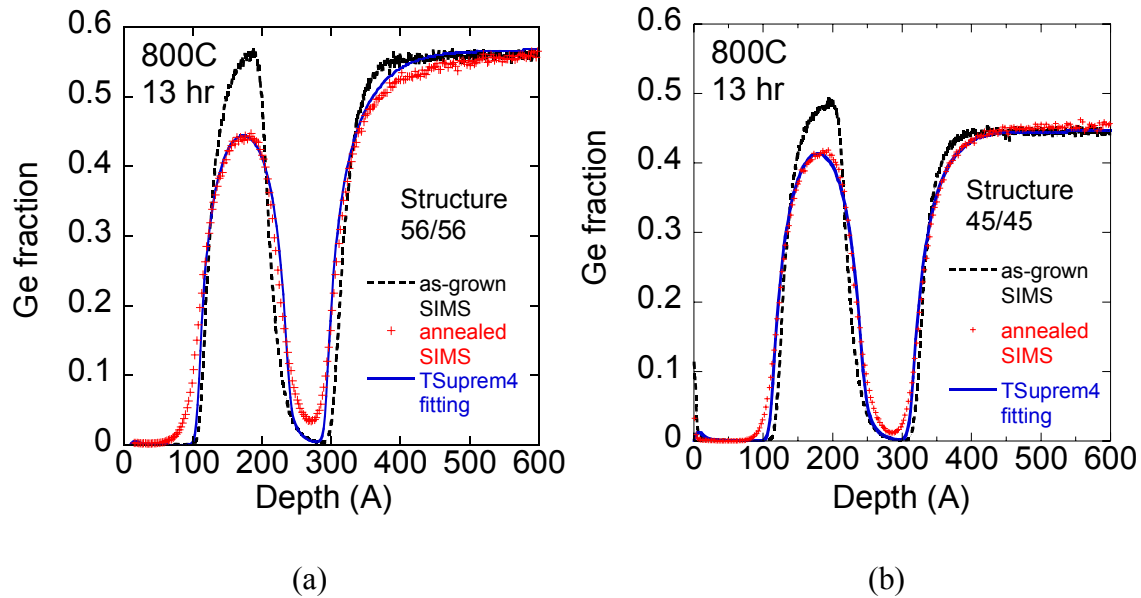 0.6
0.5
0.4
0.3
0.2
0.1
0
Ge fraction
800C
13 hr
Structure
56/56
as-grown
SIMS
annealed
SIMS
TSuprem4
fitting
0 100 200 300 400 500 600
Depth (A)
(a)
0.6
0.5
0.4
0.3
0.2
0.1
0
Ge fraction
800C
13 hr
Structure
45/45
as-grown
SIMS
annealed
SIMS
TSuprem4
fitting
0 100 200 300 400 500 600
Depth (A)
(b)